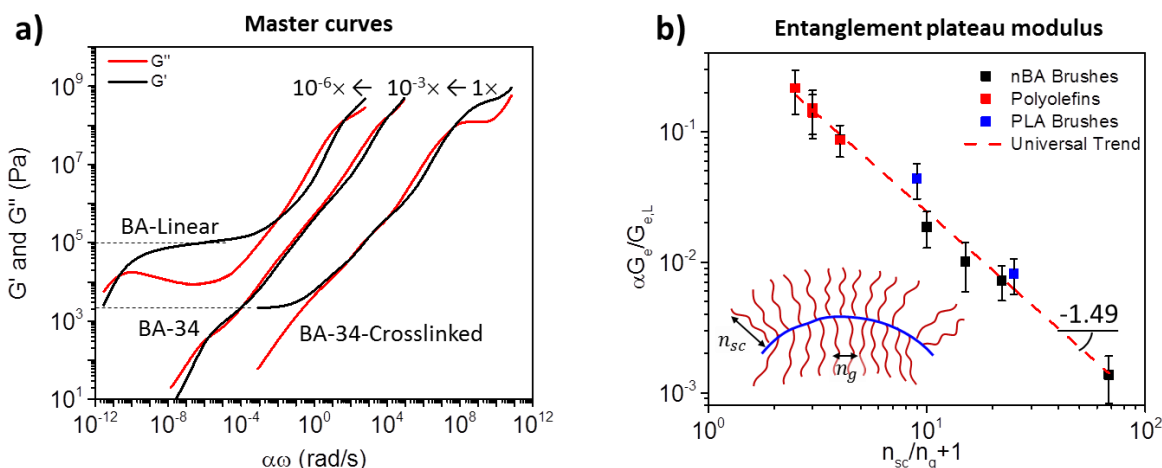 a)
Master curves
G''
G'
10⁻⁶× ← 10⁻³× ← 1×
BA-Linear
BA-34
BA-34-Crosslinked
G' and G'' (Pa)
10⁹
10⁷
10⁵
10³
10¹
10⁻¹² 10⁻⁸ 10⁻⁴ 10⁰ 10⁴ 10⁸ 10¹²
αω (rad/s)
b)
Entanglement plateau modulus
nBA Brushes
Polyolefins
PLA Brushes
Universal Trend
αGₑ/Gₑ,L
10⁻¹
10⁻²
10⁻³
-1.49
n_sc
n_g
10⁰ 10¹ 10²
n_sc/n_g+1